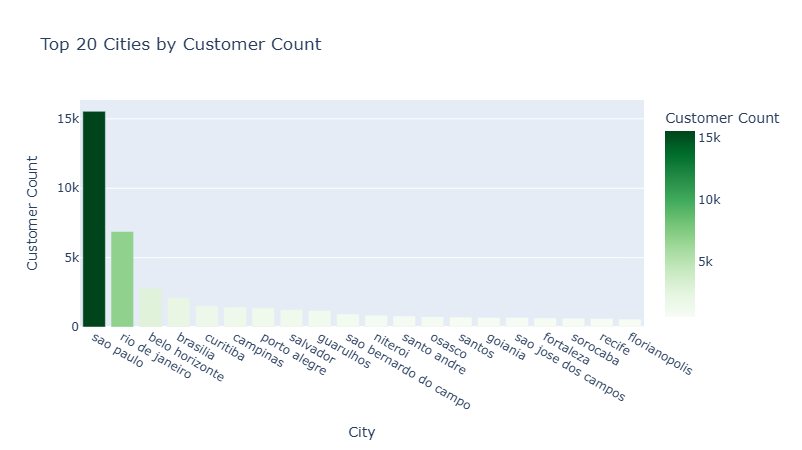 Top 20 Cities by Customer Count
Customer Count
15k
10k
5k
0
sao paulo
rio de janeiro
belo horizonte
brasilia
curitiba
campinas
porto alegre
salvador
guarulhos
sao bernardo do campo
niteroi
santo andre
osasco
santos
goiania
sao jose dos campos
fortaleza
sorocaba
recife
florianopolis
City
Customer Count
15k
10k
5k